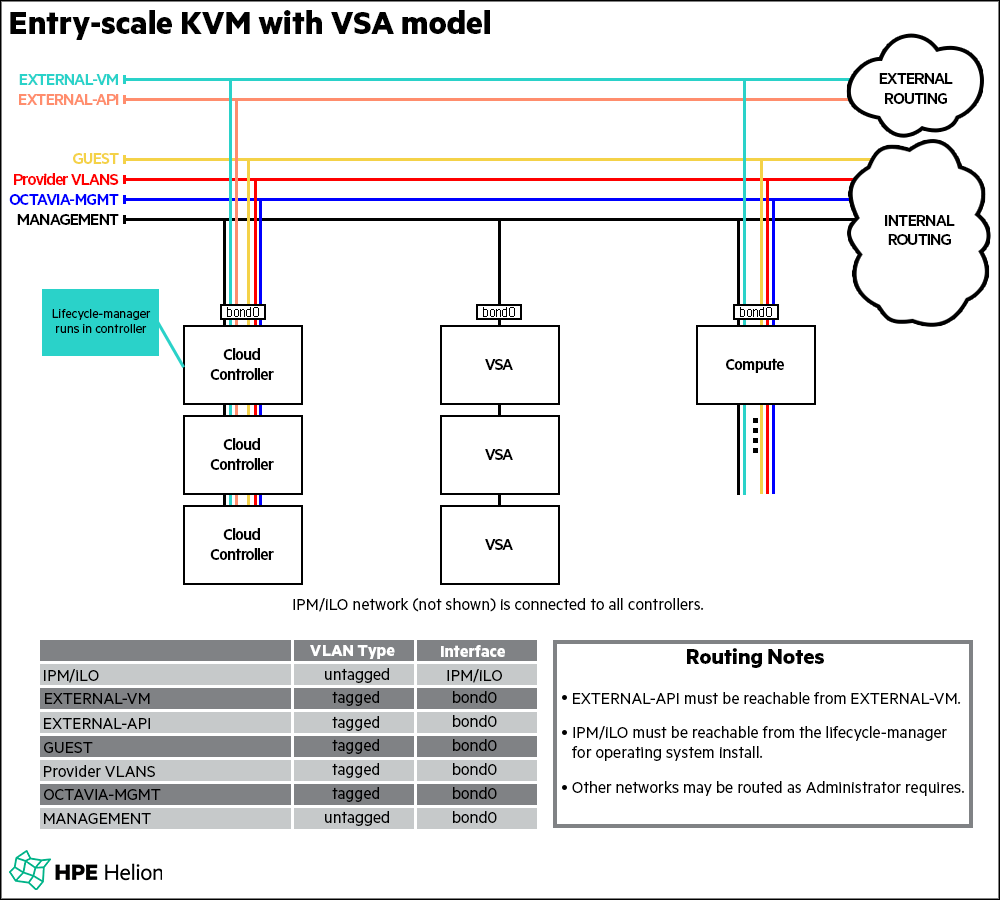 Entry-scale KVM with VSA model
EXTERNAL-VM
EXTERNAL-API
EXTERNAL
ROUTING
GUEST
Provider VLANS
OCTAVIA-MGMT
MANAGEMENT
INTERNAL
ROUTING
Lifecycle-manager
runs in controller
bond0
bond0
bond0
Cloud
Controller
VSA
Compute
Cloud
Controller
VSA
Cloud
Controller
VSA
IPM/ILO network (not shown) is connected to all controllers.
VLAN Type Interface
IPM/ILO untagged IPM/ILO
EXTERNAL-VM tagged bond0
EXTERNAL-API tagged bond0
GUEST tagged bond0
Provider VLANS tagged bond0
OCTAVIA-MGMT tagged bond0
MANAGEMENT untagged bond0
Routing Notes
• EXTERNAL-API must be reachable from EXTERNAL-VM.
• IPM/ILO must be reachable from the lifecycle-manager
for operating system install.
• Other networks may be routed as Administrator requires.
HPE Helion